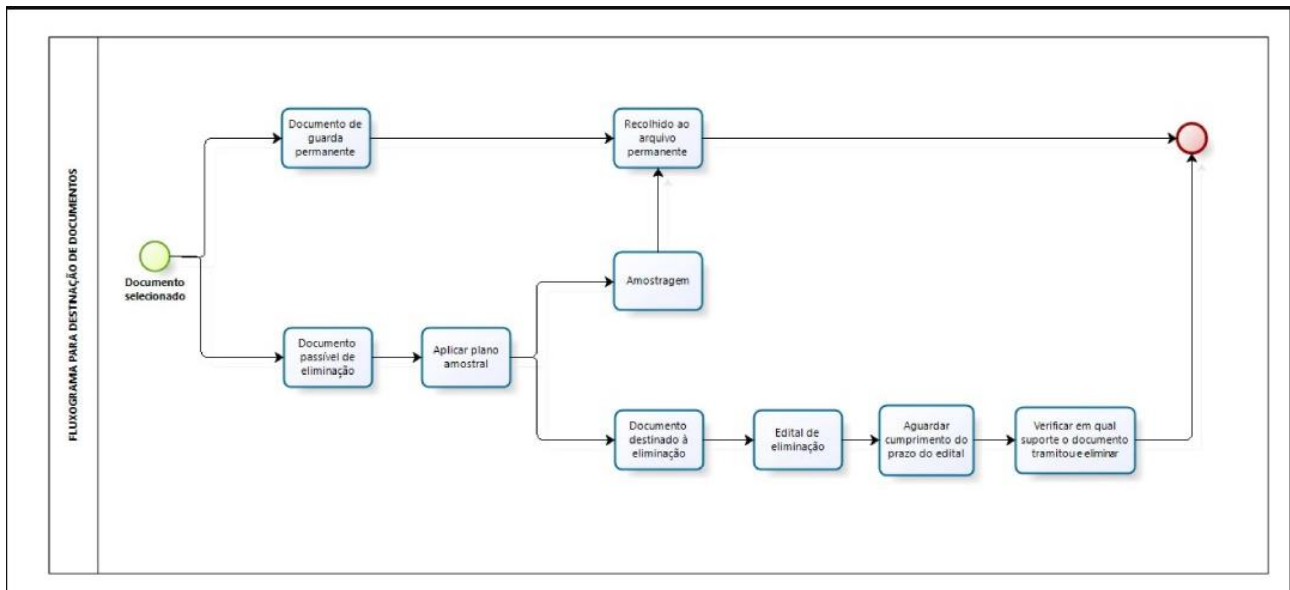 FLUXOGRAMA PARA DESTINAÇÃO DE DOCUMENTOS
Documento
selecionado
Documento de
guarda
permanente
Recolhido ao
arquivo
permanente
Amostragem
Documento
passível de
eliminação
Aplicar plano
amostral
Documento
destinado à
eliminação
Edital de
eliminação
Aguardar
cumprimento do
prazo do edital
Verificar em qual
suporte o documento
tramitou e eliminar